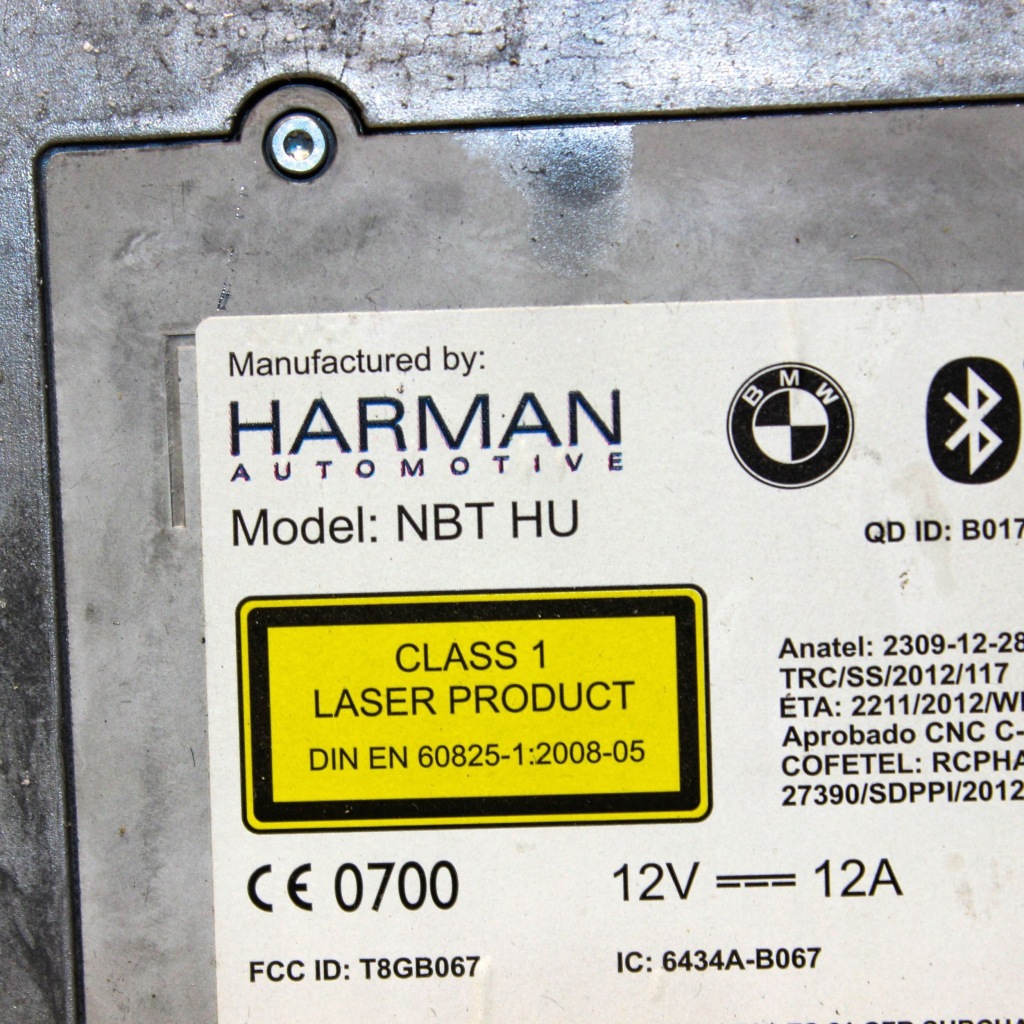 Manufactured by:
HARMAN
AUTOMOTIVE
BMW
Model: NBT HU
QD ID: B017
CLASS 1
LASER PRODUCT
DIN EN 60825-1:2008-05
Anatel: 2309-12-28
TRC/SS/2012/117
ÉTA: 2211/2012/W
Aprobado CNC C-
COFETEL: RCPHA
27390/SDPPI/2012
CE 0700
12V 12A
FCC ID: T8GB067
IC: 6434A-B067